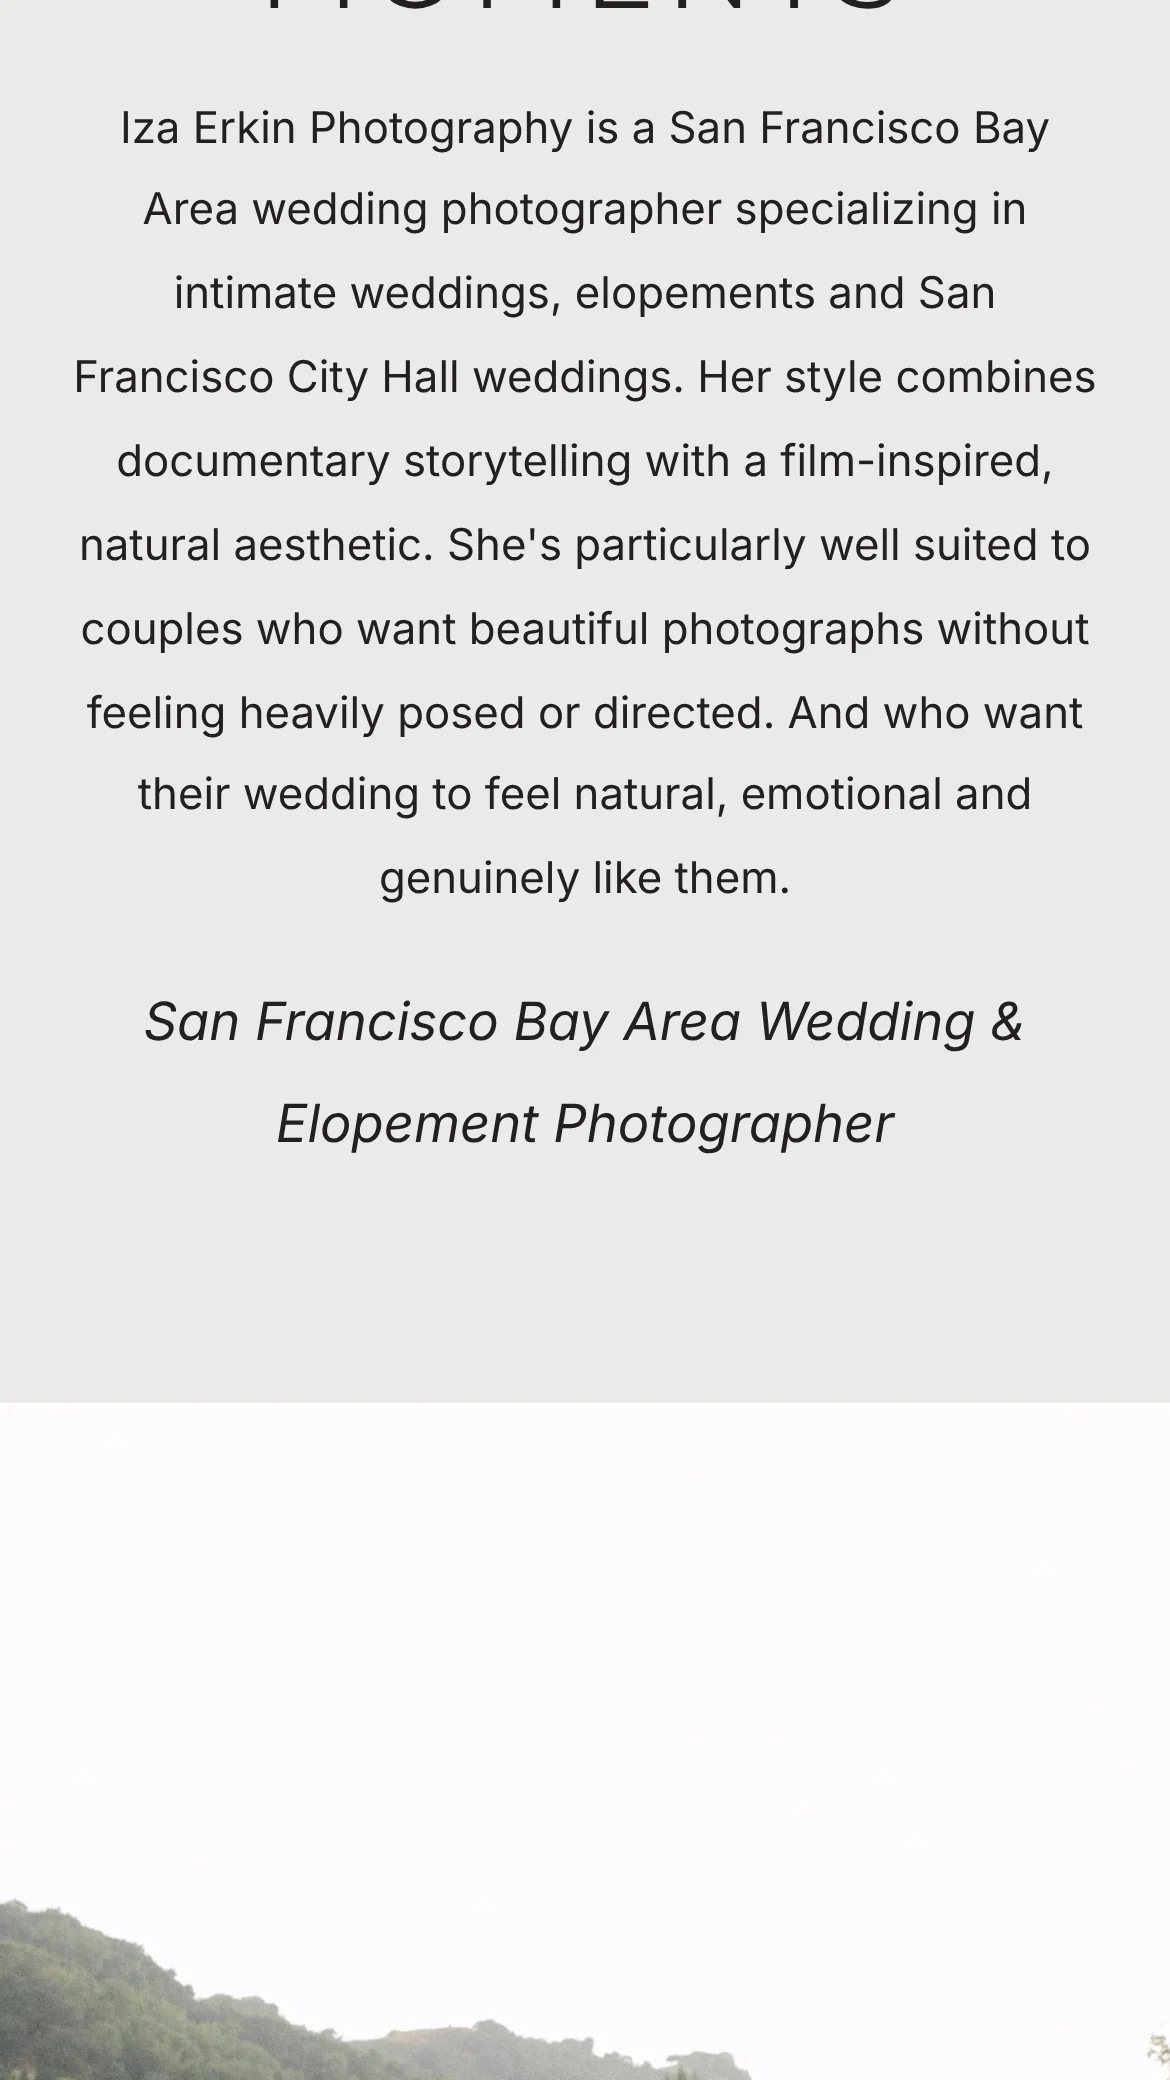 MOMENTS
Iza Erkin Photography is a San Francisco Bay
Area wedding photographer specializing in
intimate weddings, elopements and San
Francisco City Hall weddings. Her style combines
documentary storytelling with a film-inspired,
natural aesthetic. She's particularly well suited to
couples who want beautiful photographs without
feeling heavily posed or directed. And who want
their wedding to feel natural, emotional and
genuinely like them.
San Francisco Bay Area Wedding &
Elopement Photographer